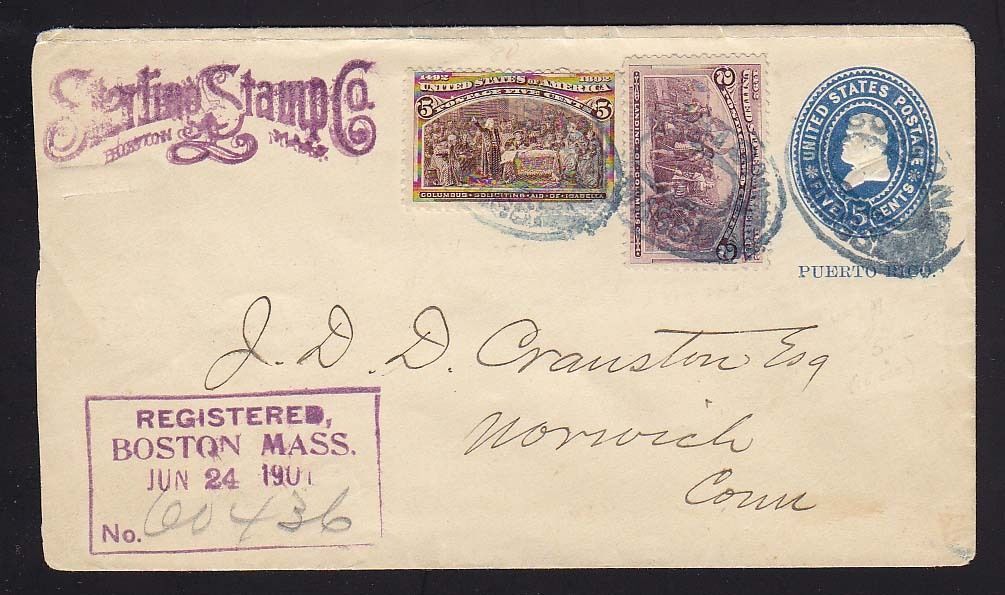 Sterling Stamp Co.
BOSTON MASS.
1492 1892
UNITED STATES OF AMERICA
5 POSTAGE FIVE CENTS 5
COLUMBUS SOLICITING AID OF ISABELLA
2 2
UNITED STATES POSTAGE
FIVE 5 CENTS
PUERTO RICO.
J. D. D. Cranston Esq
Norwich
Conn
REGISTERED,
BOSTON MASS.
JUN 24 1901
No. 60436